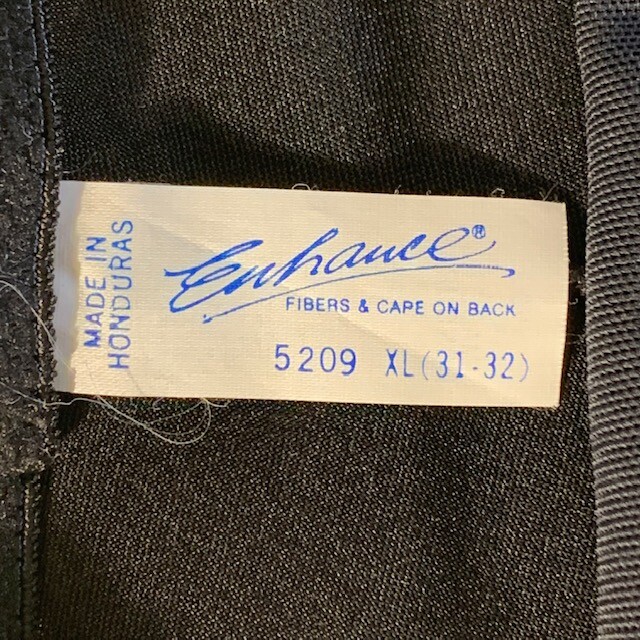 MADE IN
HONDURAS
Enhance®
FIBERS & CAPE ON BACK
5209 XL(31-32)